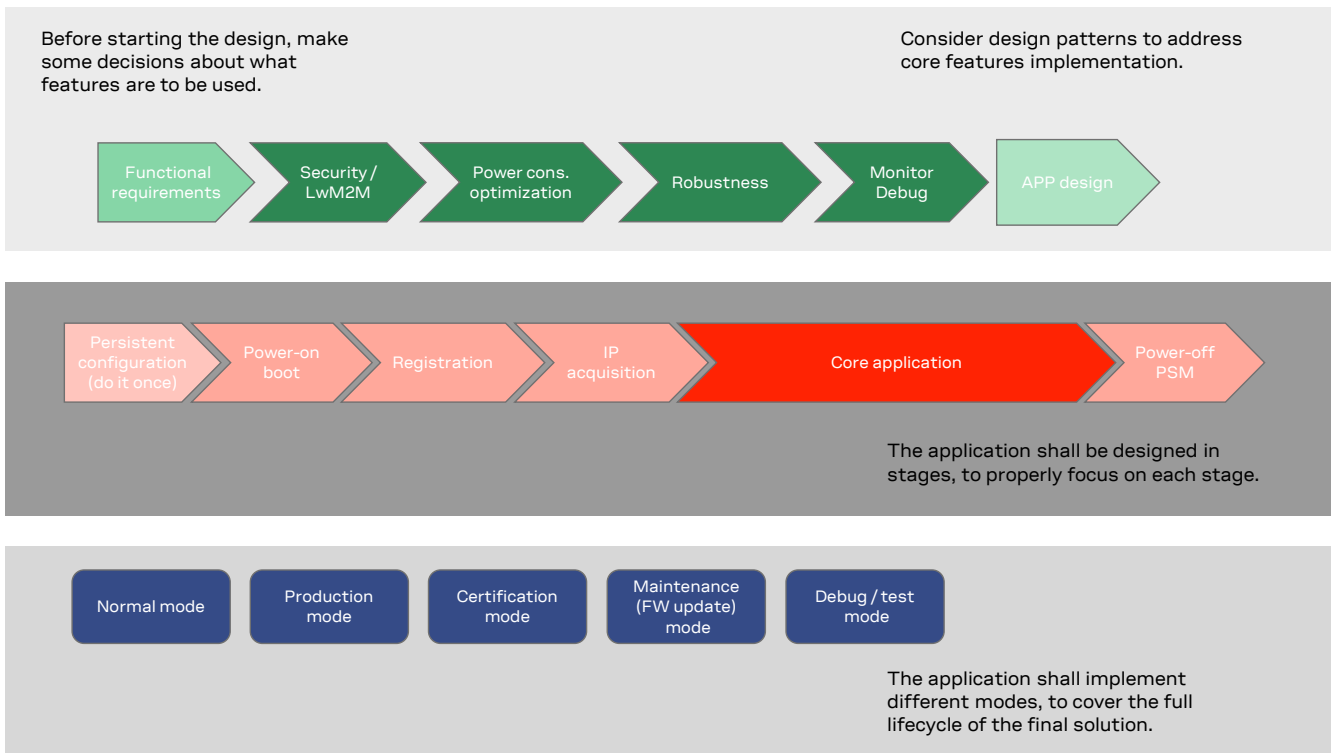 Before starting the design, make
some decisions about what
features are to be used.
Consider design patterns to address
core features implementation.
Functional
requirements
Security /
LwM2M
Power cons.
optimization
Robustness
Monitor
Debug
APP design
Persistent
configuration
(do it once)
Power-on
boot
Registration
IP
acquisition
Core application
Power-off
PSM
The application shall be designed in
stages, to properly focus on each stage.
Normal mode
Production
mode
Certification
mode
Maintenance
(FW update)
mode
Debug / test
mode
The application shall implement
different modes, to cover the full
lifecycle of the final solution.